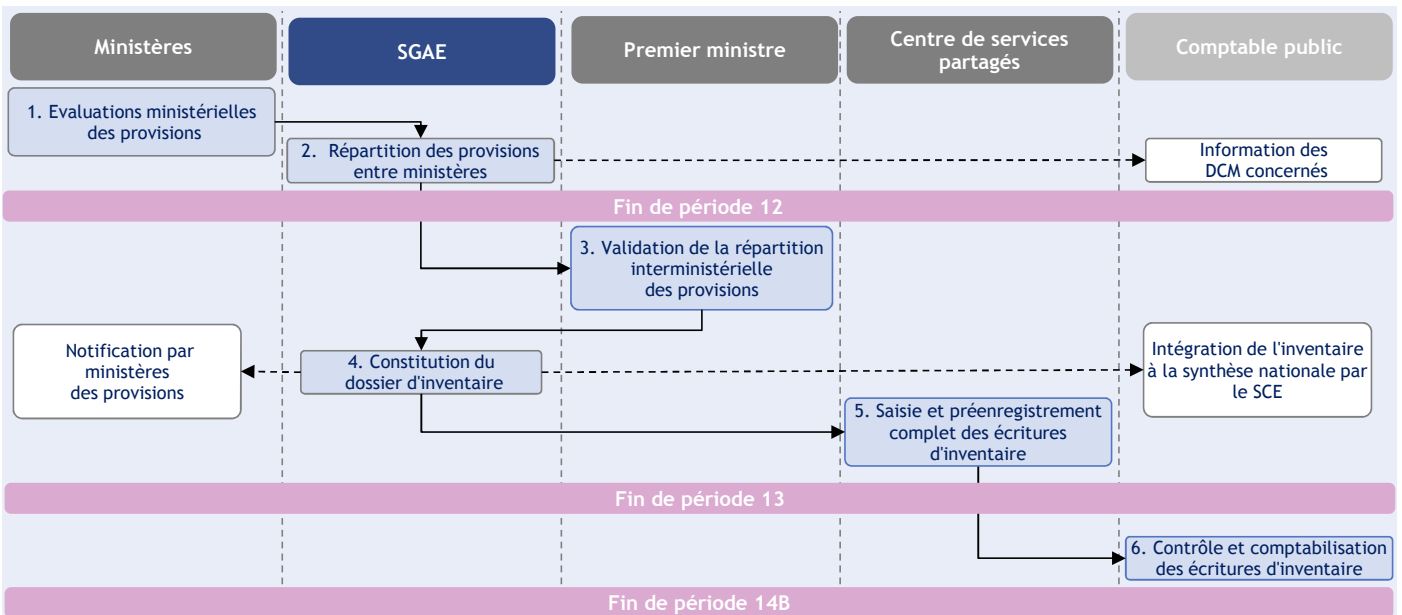 Ministères
SGAE
Premier ministre
Centre de services
partagés
Comptable public
1. Evaluations ministérielles
des provisions
2. Répartition des provisions
entre ministères
Information des
DCM concernés
Fin de période 12
3. Validation de la répartition
interministérielle
des provisions
Notification par
ministères
des provisions
4. Constitution du
dossier d'inventaire
Intégration de l'inventaire
à la synthèse nationale par
le SCE
5. Saisie et préenregistrement
complet des écritures
d'inventaire
Fin de période 13
6. Contrôle et comptabilisation
des écritures d'inventaire
Fin de période 14B